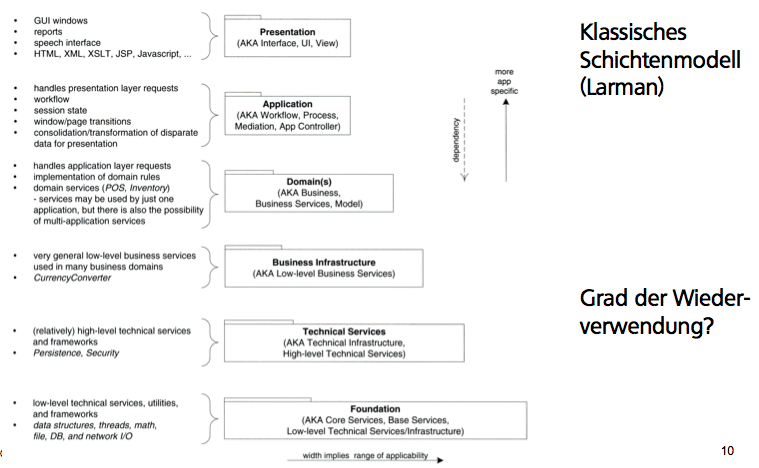 Klassisches
Schichtenmodell
(Larman)
• GUI windows
• reports
• speech interface
• HTML, XML, XSLT, JSP, Javascript, ...
Presentation
(AKA Interface, UI, View)
• handles presentation layer requests
• workflow
• session state
• window/page transitions
• consolidation/transformation of disparate
data for presentation
Application
(AKA Workflow, Process,
Mediation, App Controller)
more
app
specific
dependency
• handles application layer requests
• implementation of domain rules
• domain services (POS, Inventory)
- services may be used by just one
application, but there is also the possibility
of multi-application services
Domain(s)
(AKA Business,
Business Services, Model)
• very general low-level business services
used in many business domains
• CurrencyConverter
Business Infrastructure
(AKA Low-level Business Services)
Grad der Wieder-
verwendung?
• (relatively) high-level technical services
and frameworks
• Persistence, Security
Technical Services
(AKA Technical Infrastructure,
High-level Technical Services)
• low-level technical services, utilities,
and frameworks
• data structures, threads, math,
file, DB, and network I/O
Foundation
(AKA Core Services, Base Services,
Low-level Technical Services/Infrastructure)
width implies range of applicability
10